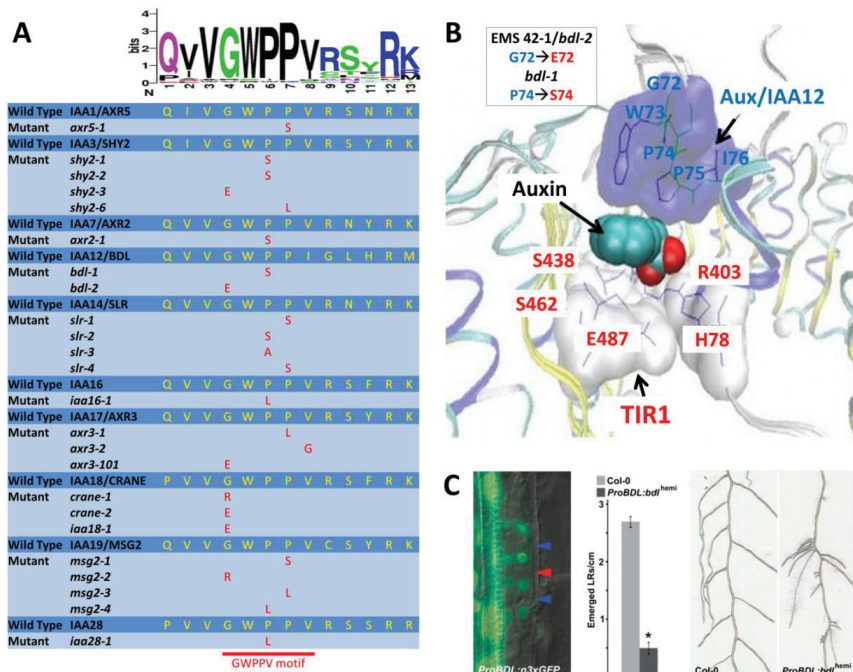 A
bits
4
3
2
1
0
QVVGWPPVRSYRK
N
1 2 3 4 5 6 7 8 9 10 11 12 13
Wild Type IAA1/AXR5 Q I V G W P P V R S N R K
Mutant axr5-1 S
Wild Type IAA3/SHY2 Q I V G W P P V R S Y R K
Mutant shy2-1 S
shy2-2 S
shy2-3 E
shy2-6 L
Wild Type IAA7/AXR2 Q V V G W P P V R N Y R K
Mutant axr2-1 S
Wild Type IAA12/BDL Q V V G W P P I G L H R M
Mutant bdl-1 S
bdl-2 E
Wild Type IAA14/SLR Q V V G W P P V R N Y R K
Mutant slr-1 S
slr-2 S
slr-3 A
slr-4 S
Wild Type IAA16 Q V V G W P P V R S F R K
Mutant iaa16-1 L
Wild Type IAA17/AXR3 Q V V G W P P V R S Y R K
Mutant axr3-1 L
axr3-2 G
axr3-101 E
Wild Type IAA18/CRANE P V V G W P P V R S F R K
Mutant crane-1 R
crane-2 E
iaa18-1 E
Wild Type IAA19/MSG2 Q V V G W P P V C S Y R K
Mutant msg2-1 S
msg2-2 R
msg2-3 L
msg2-4 L
Wild Type IAA28 P V V G W P P V R S S R R
Mutant iaa28-1 L
GWPPV motif
B
EMS 42-1/bdl-2
G72→E72
bdl-1
P74→S74
G72
W73
Aux/IAA12
P74
I76
P75
Auxin
S438
R403
S462
E487
H78
TIR1
C
ProBDL:n3xGFP
Col-0
ProBDL:bdl hemi
Emerged LRs/cm
3
2
1
0
*
Col-0
ProBDL:bdl hemi